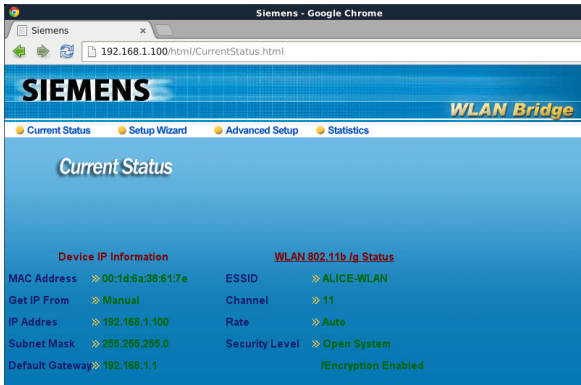 Siemens - Google Chrome
Siemens ×
192.168.1.100/html/CurrentStatus.html
SIEMENS
WLAN Bridge
Current Status Setup Wizard Advanced Setup Statistics
Current Status
Device IP Information WLAN 802.11b /g Status
MAC Address » 00:1d:6a:38:61:7e ESSID » ALICE-WLAN
Get IP From » Manual Channel » 11
IP Addres » 192.168.1.100 Rate » Auto
Subnet Mask » 255.255.255.0 Security Level » Open System
Default Gateway» 192.168.1.1 /Encryption Enabled